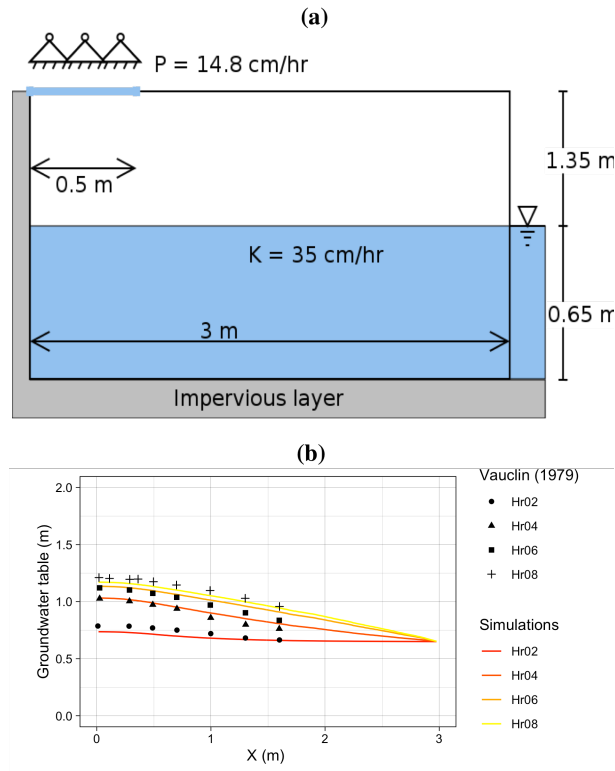 (a)
P = 14.8 cm/hr
1.35 m
0.5 m
K = 35 cm/hr
0.65 m
3 m
Impervious layer
(b)
Vauclin (1979)
Hr02
Hr04
Hr06
Hr08
Simulations
Hr02
Hr04
Hr06
Hr08
Groundwater table (m)
2.0
1.5
1.0
0.5
0.0
0 1 2 3
X (m)